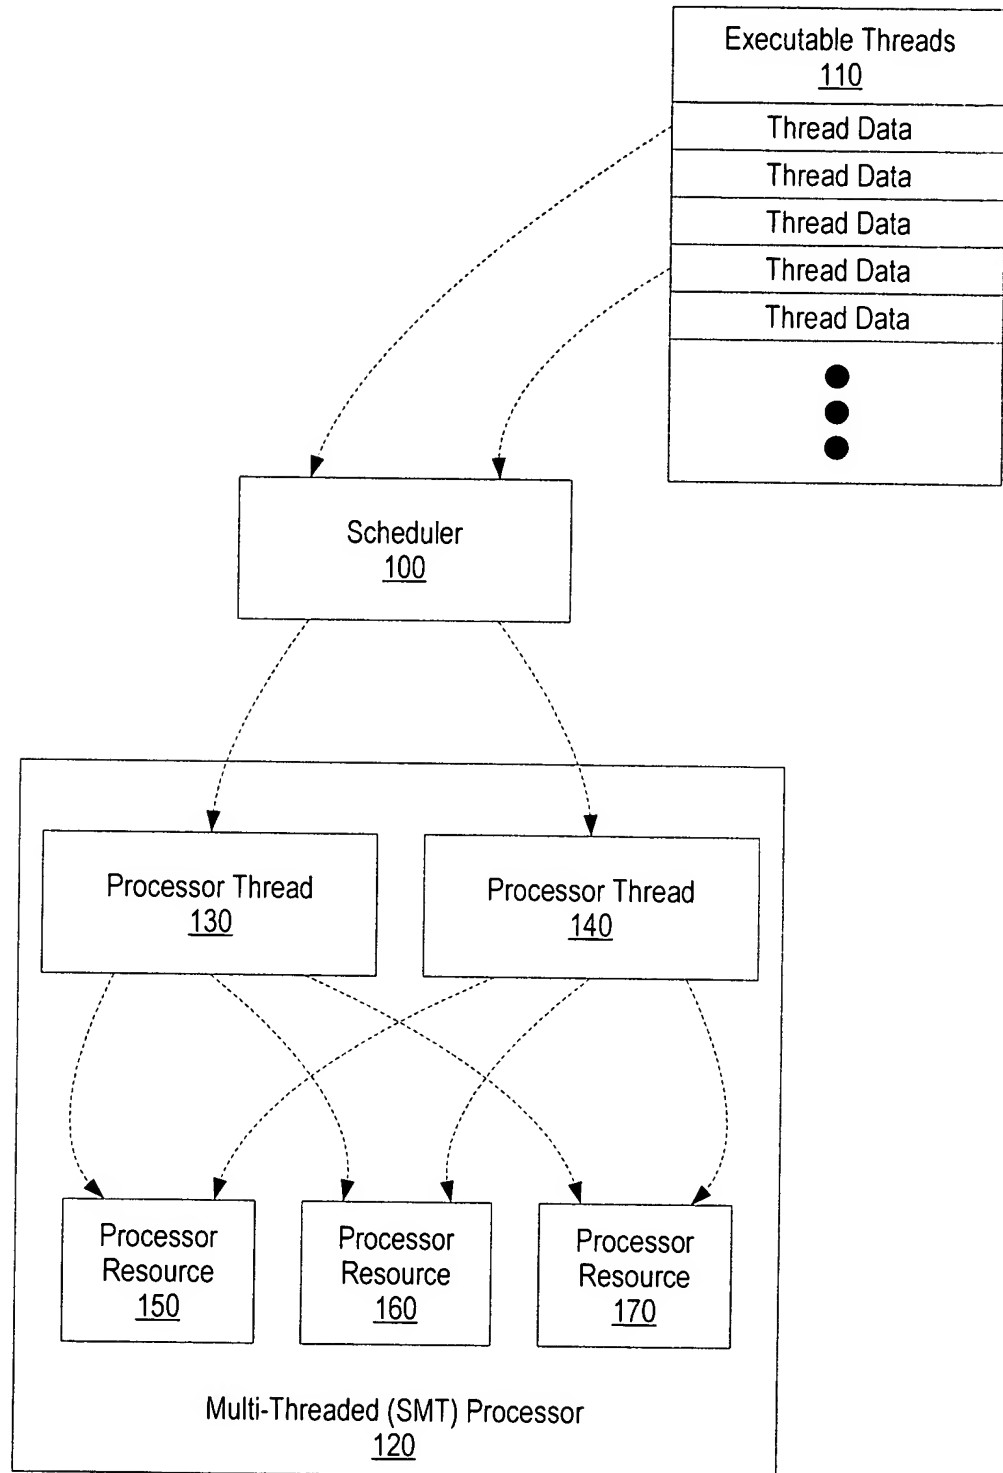 Executable Threads
110
Thread Data
Thread Data
Thread Data
Thread Data
Thread Data
Scheduler
100
Processor Thread
130
Processor Thread
140
Processor
Resource
150
Processor
Resource
160
Processor
Resource
170
Multi-Threaded (SMT) Processor
120